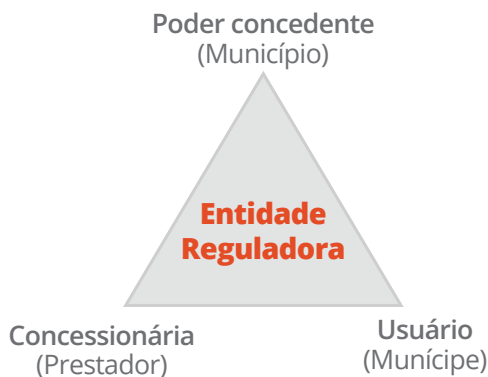 Poder concedente
(Município)
Entidade
Reguladora
Concessionária
(Prestador)
Usuário
(Munícipe)